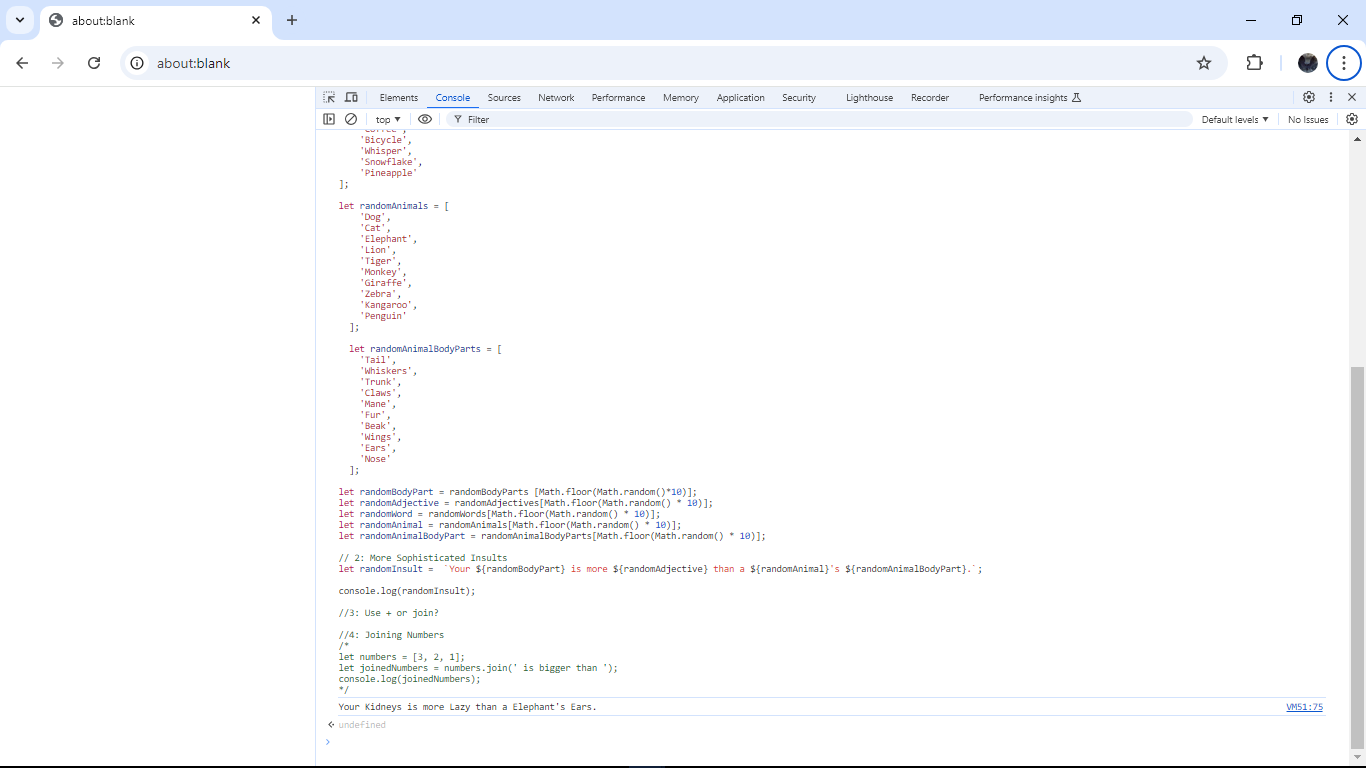 about:blank
about:blank
Elements Console Sources Network Performance Memory Application Security Lighthouse Recorder Performance insights
top Filter Default levels No Issues
'Coffee',
'Bicycle',
'Whisper',
'Snowflake',
'Pineapple'
];
let randomAnimals = [
'Dog',
'Cat',
'Elephant',
'Lion',
'Tiger',
'Monkey',
'Giraffe',
'Zebra',
'Kangaroo',
'Penguin'
];
let randomAnimalBodyParts = [
'Tail',
'Whiskers',
'Trunk',
'Claws',
'Mane',
'Fur',
'Beak',
'Wings',
'Ears',
'Nose'
];
let randomBodyPart = randomBodyParts [Math.floor(Math.random()*10)];
let randomAdjective = randomAdjectives[Math.floor(Math.random() * 10)];
let randomWord = randomWords[Math.floor(Math.random() * 10)];
let randomAnimal = randomAnimals[Math.floor(Math.random() * 10)];
let randomAnimalBodyPart = randomAnimalBodyParts[Math.floor(Math.random() * 10)];
// 2: More Sophisticated Insults
let randomInsult =  `Your ${randomBodyPart} is more ${randomAdjective} than a ${randomAnimal}'s ${randomAnimalBodyPart}.`;
console.log(randomInsult);
//3: Use + or join?
//4: Joining Numbers
/*
let numbers = [3, 2, 1];
let joinedNumbers = numbers.join(' is bigger than ');
console.log(joinedNumbers);
*/
Your Kidneys is more Lazy than a Elephant's Ears. VM51:75
undefined